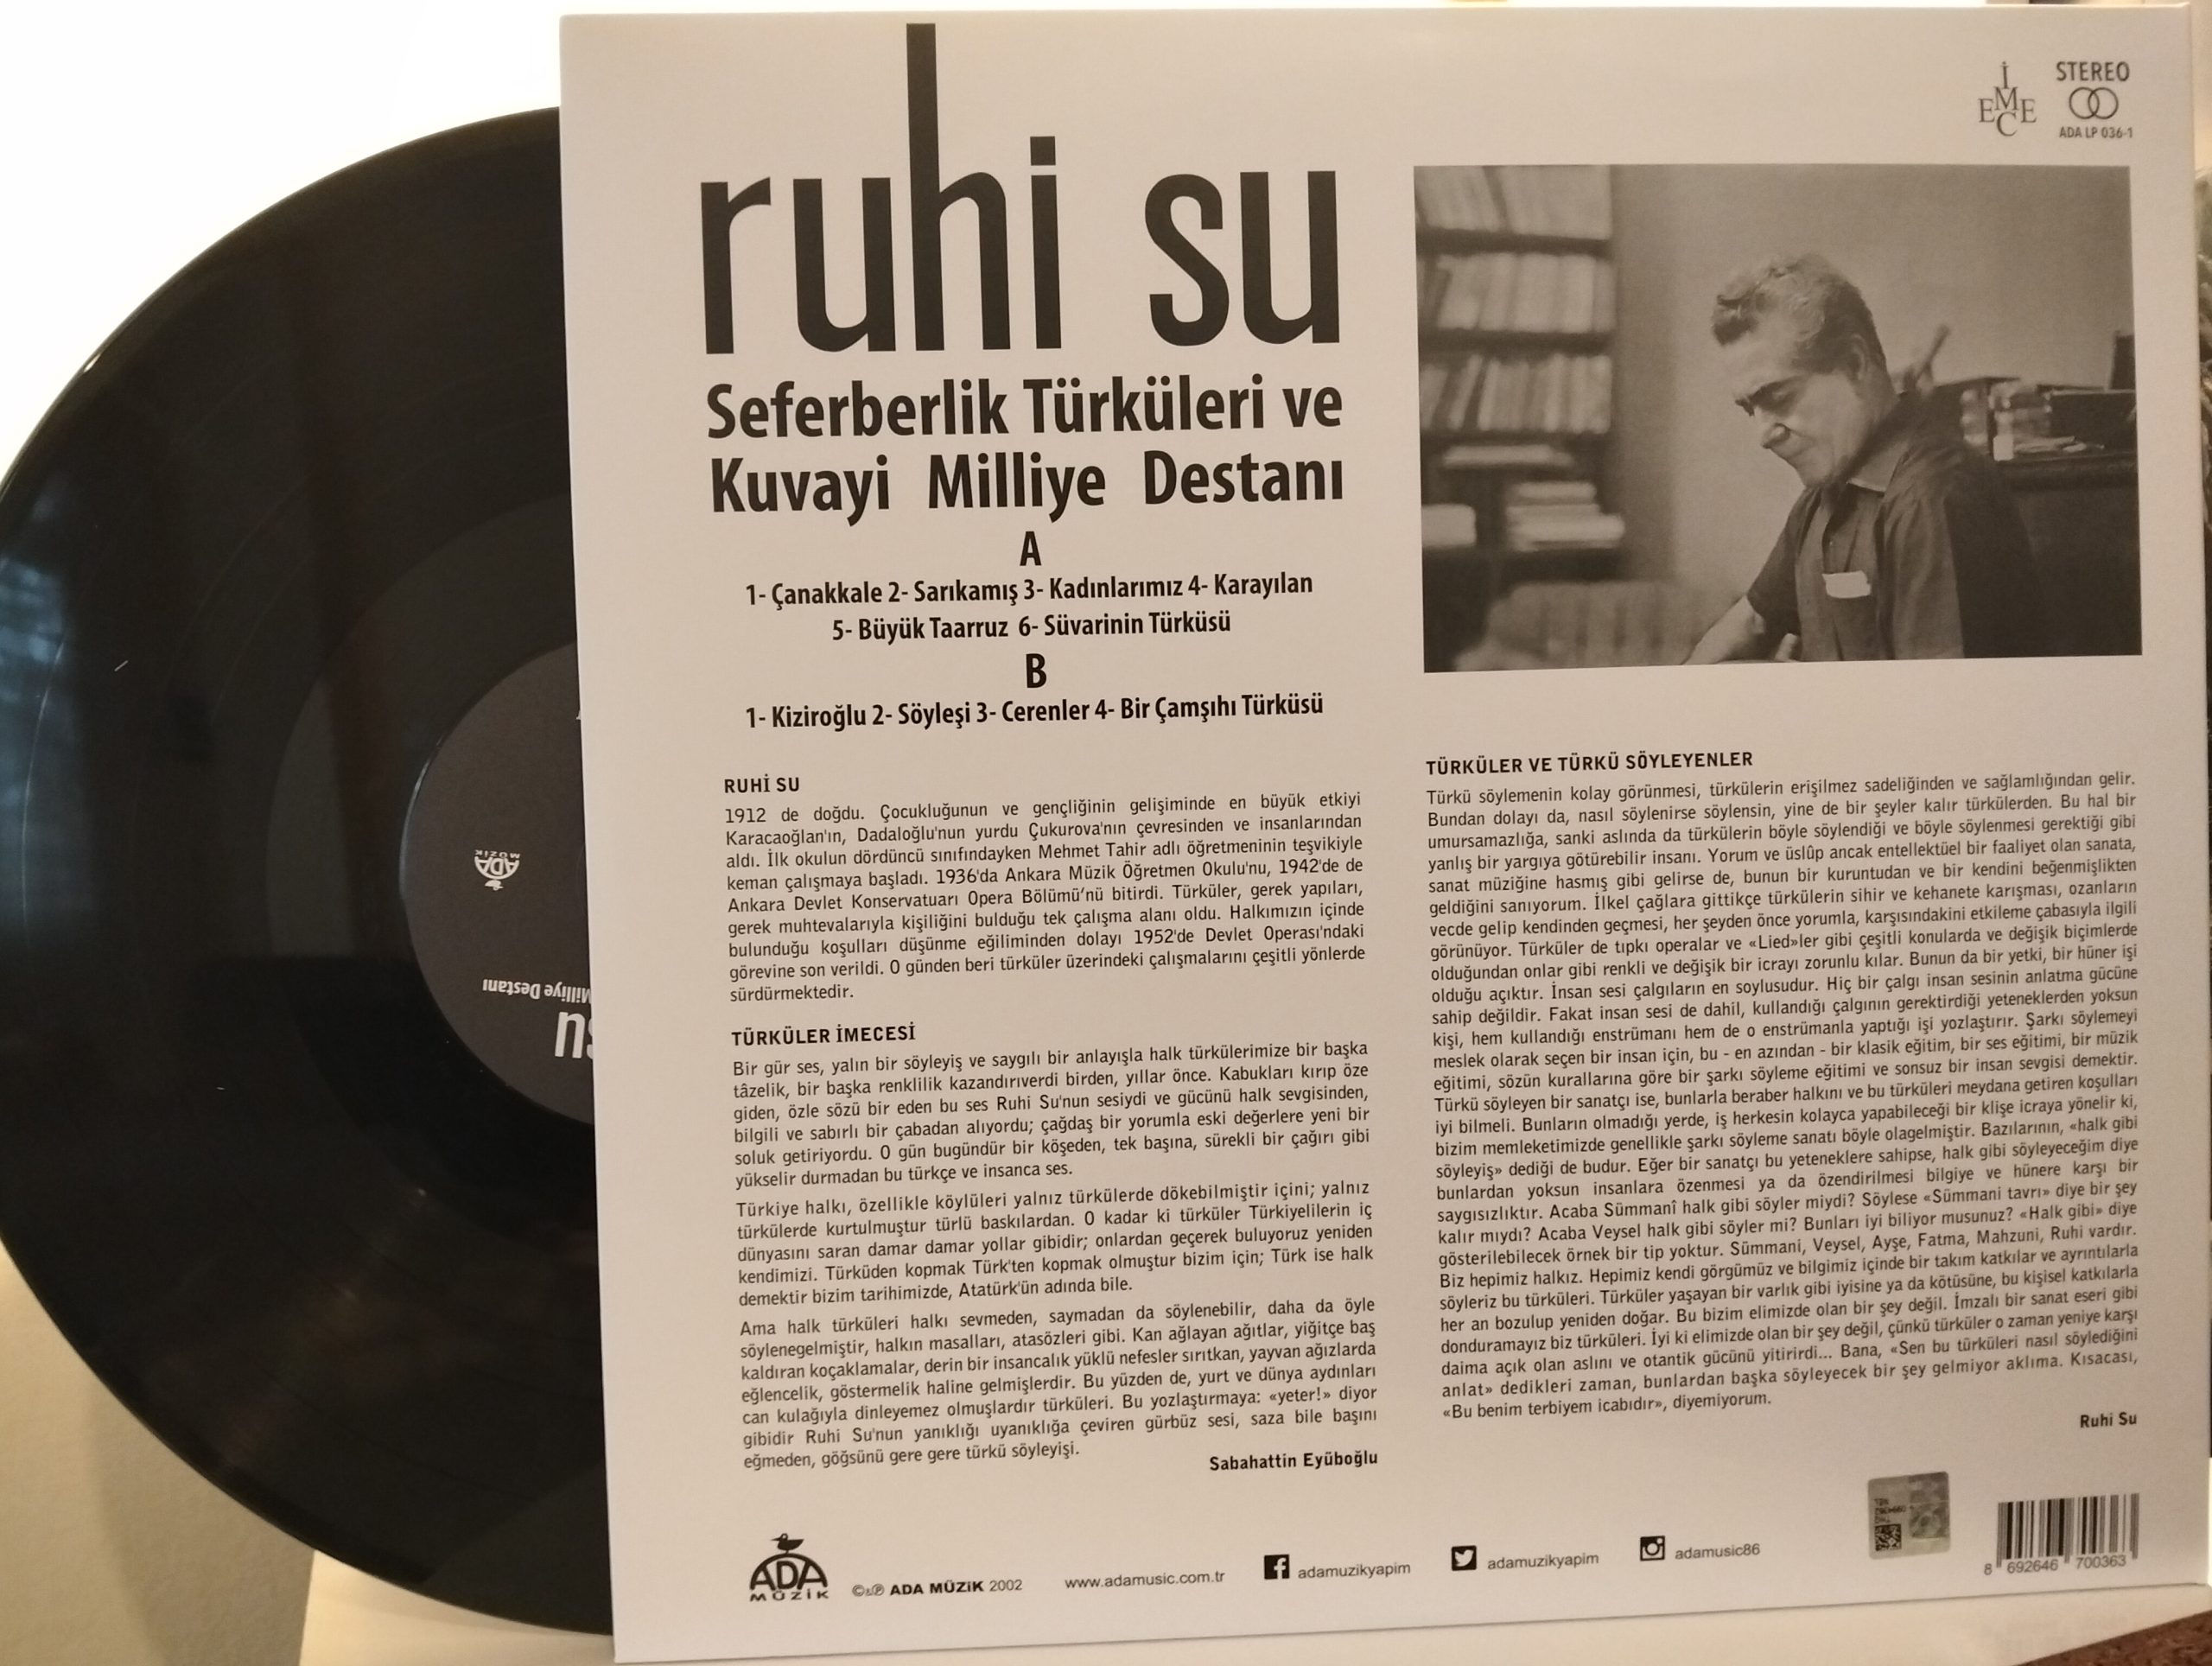 ruhi su
Seferberlik Türküleri ve
Kuvayi Milliye Destanı
A
1- Çanakkale 2- Sarıkamış 3- Kadınlarımız 4- Karayılan
5- Büyük Taarruz 6- Süvarinin Türküsü
B
1- Kiziroğlu 2- Söyleşi 3- Cerenler 4- Bir Çamşıhı Türküsü
İMECE
STEREO
ADA LP 036-1
RUHİ SU
1912 de doğdu. Çocukluğunun ve gençliğinin gelişiminde en büyük etkiyi
Karacaoğlan'ın, Dadaloğlu'nun yurdu Çukurova'nın çevresinden ve insanlarından
aldı. İlk okulun dördüncü sınıfındayken Mehmet Tahir adlı öğretmeninin teşvikiyle
keman çalışmaya başladı. 1936'da Ankara Müzik Öğretmen Okulu'nu, 1942'de de
Ankara Devlet Konservatuarı Opera Bölümü'nü bitirdi. Türküler, gerek yapıları,
gerek muhtevalarıyla kişiliğini bulduğu tek çalışma alanı oldu. Halkımızın içinde
bulunduğu koşulları düşünme eğiliminden dolayı 1952'de Devlet Operası'ndaki
görevine son verildi. O günden beri türküler üzerindeki çalışmalarını çeşitli yönlerde
sürdürmektedir.
TÜRKÜLER İMECESİ
Bir gür ses, yalın bir söyleyiş ve saygılı bir anlayışla halk türkülerimize bir başka
tâzelik, bir başka renklilik kazandırıverdi birden, yıllar önce. Kabukları kırıp öze
giden, özle sözü bir eden bu ses Ruhi Su'nun sesiydi ve gücünü halk sevgisinden,
bilgili ve sabırlı bir çabadan alıyordu; çağdaş bir yorumla eski değerlere yeni bir
soluk getiriyordu. O gün bugündür bir köşeden, tek başına, sürekli bir çağırı gibi
yükselir durmadan bu türkçe ve insanca ses.
Türkiye halkı, özellikle köylüleri yalnız türkülerde dökebilmiştir içini; yalnız
türkülerde kurtulmuştur türlü baskılardan. O kadar ki türküler Türkiyelilerin iç
dünyasını saran damar damar yollar gibidir; onlardan geçerek buluyoruz yeniden
kendimizi. Türküden kopmak Türk'ten kopmak olmuştur bizim için; Türk ise halk
demektir bizim tarihimizde, Atatürk'ün adında bile.
Ama halk türküleri halkı sevmeden, saymadan da söylenebilir, daha da öyle
söylenegelmiştir, halkın masalları, atasözleri gibi. Kan ağlayan ağıtlar, yiğitçe baş
kaldıran koçaklamalar, derin bir insancalık yüklü nefesler sırıtkan, yayvan ağızlarda
eğlencelik, göstermelik haline gelmişlerdir. Bu yüzden de, yurt ve dünya aydınları
can kulağıyla dinleyemez olmuşlardır türküleri. Bu yozlaştırmaya: «yeter!» diyor
gibidir Ruhi Su'nun yanıklığı uyanıklığa çeviren gürbüz sesi, saza bile başını
eğmeden, göğsünü gere gere türkü söyleyişi.
Sabahattin Eyüboğlu
TÜRKÜLER VE TÜRKÜ SÖYLEYENLER
Türkü söylemenin kolay görünmesi, türkülerin erişilmez sadeliğinden ve sağlamlığından gelir.
Bundan dolayı da, nasıl söylenirse söylensin, yine de bir şeyler kalır türkülerden. Bu hal bir
umursamazlığa, sanki aslında da türkülerin böyle söylendiği ve böyle söylenmesi gerektiği gibi
yanlış bir yargıya götürebilir insanı. Yorum ve üslûp ancak entellektüel bir faaliyet olan sanata,
sanat müziğine hasmış gibi gelirse de, bunun bir kuruntudan ve bir kendini beğenmişlikten
geldiğini sanıyorum. İlkel çağlara gittikçe türkülerin sihir ve kehanete karışması, ozanların
vecde gelip kendinden geçmesi, her şeyden önce yorumla, karşısındakini etkileme çabasıyla ilgili
görünüyor. Türküler de tıpkı operalar ve «Lied»ler gibi çeşitli konularda ve değişik biçimlerde
olduğundan onlar gibi renkli ve değişik bir icrayı zorunlu kılar. Bunun da bir yetki, bir hüner işi
olduğu açıktır. İnsan sesi çalgıların en soylusudur. Hiç bir çalgı insan sesinin anlatma gücüne
sahip değildir. Fakat insan sesi de dahil, kullandığı çalgının gerektirdiği yeteneklerden yoksun
kişi, hem kullandığı enstrümanı hem de o enstrümanla yaptığı işi yozlaştırır. Şarkı söylemeyi
meslek olarak seçen bir insan için, bu - en azından - bir klasik eğitim, bir ses eğitimi, bir müzik
eğitimi, sözün kurallarına göre bir şarkı söyleme eğitimi ve sonsuz bir insan sevgisi demektir.
Türkü söyleyen bir sanatçı ise, bunlarla beraber halkını ve bu türküleri meydana getiren koşulları
iyi bilmeli. Bunların olmadığı yerde, iş herkesin kolayca yapabileceği bir klişe icraya yönelir ki,
bizim memleketimizde genellikle şarkı söyleme sanatı böyle olagelmiştir. Bazılarının, «halk gibi
söyleyiş» dediği de budur. Eğer bir sanatçı bu yeteneklere sahipse, halk gibi söyleyeceğim diye
bunlardan yoksun insanlara özenmesi ya da özendirilmesi bilgiye ve hünere karşı bir
saygısızlıktır. Acaba Sümmanî halk gibi söyler miydi? Söylese «Sümmani tavrı» diye bir şey
kalır mıydı? Acaba Veysel halk gibi söyler mi? Bunları iyi biliyor musunuz? «Halk gibi» diye
gösterilebilecek örnek bir tip yoktur. Sümmani, Veysel, Ayşe, Fatma, Mahzuni, Ruhi vardır.
Biz hepimiz halkız. Hepimiz kendi görgümüz ve bilgimiz içinde bir takım katkılar ve ayrıntılarla
söyleriz bu türküleri. Türküler yaşayan bir varlık gibi iyisine ya da kötüsüne, bu kişisel katkılarla
her an bozulup yeniden doğar. Bu bizim elimizde olan bir şey değil. İmzalı bir sanat eseri gibi
donduramayız biz türküleri. İyi ki elimizde olan bir şey değil, çünkü türküler o zaman yeniye karşı
daima açık olan aslını ve otantik gücünü yitirirdi... Bana, «Sen bu türküleri nasıl söylediğini
anlat» dedikleri zaman, bunlardan başka söyleyecek bir şey gelmiyor aklıma. Kısacası,
«Bu benim terbiyem icabıdır», diyemiyorum.
Ruhi Su
ADA
MÜZİK
Milliye Destanı
su
ADA
MÜZİK
ADA MÜZİK 2002
www.adamusic.com.tr
adamuzikyapim
adamuzikyapim
adamusic86
8 692646 700363